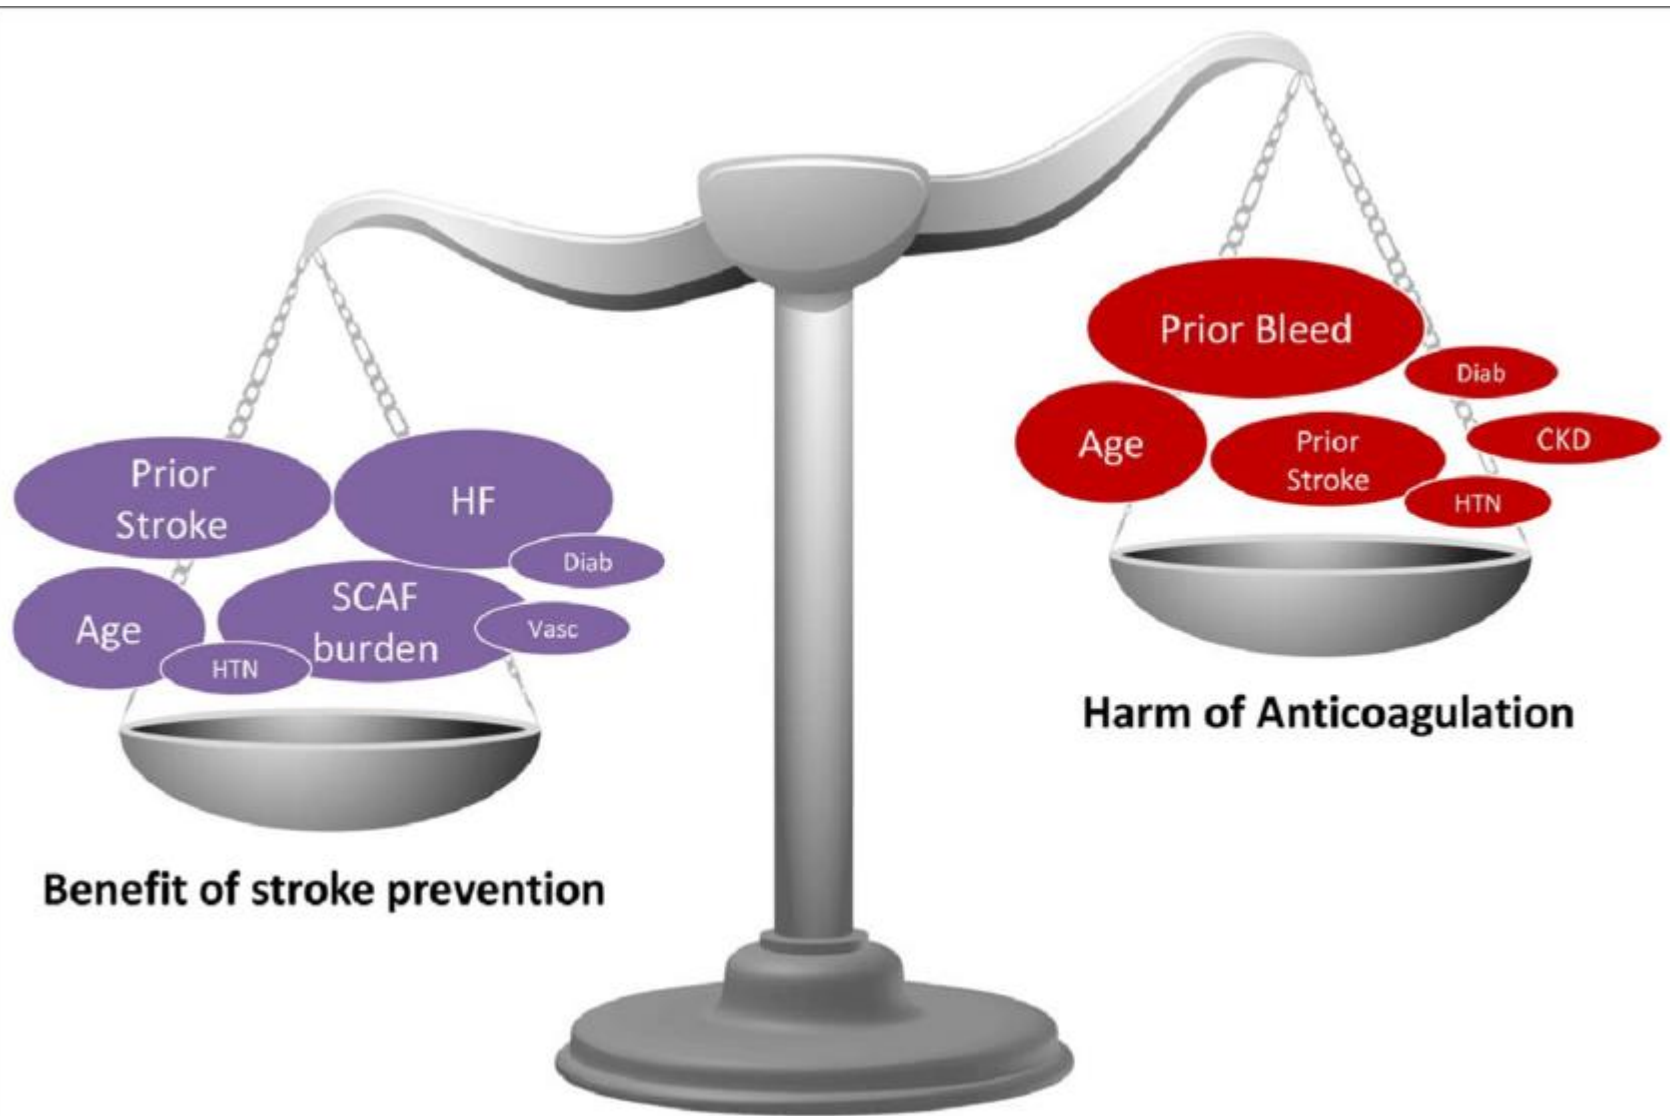 Prior
Stroke
HF
Diab
Age
SCAF
burden
Vasc
HTN
Benefit of stroke prevention
Prior Bleed
Diab
Age
Prior
Stroke
CKD
HTN
Harm of Anticoagulation